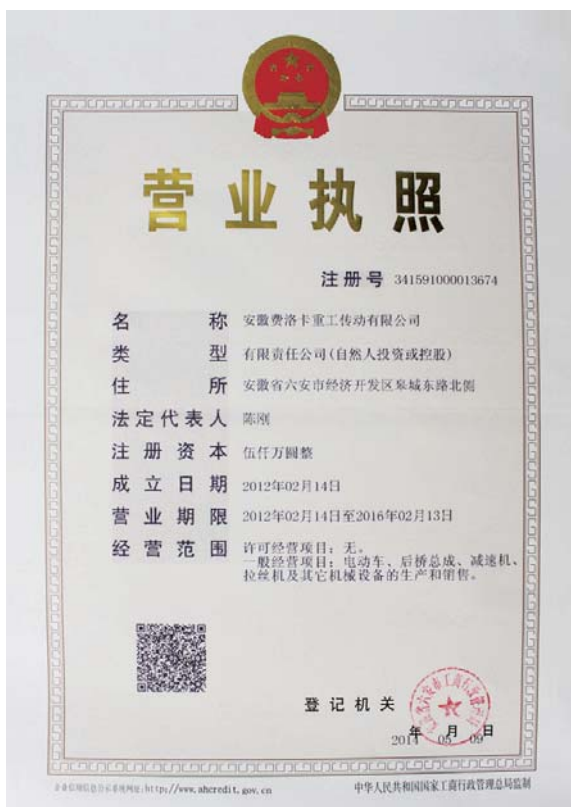 营业执照
注册号 341591000013674
名称 安徽费洛卡重工传动有限公司
类型 有限责任公司(自然人投资或控股)
住所 安徽省六安市经济开发区皋城东路北侧
法定代表人 陈刚
注册资本 伍仟万圆整
成立日期 2012年02月14日
营业期限 2012年02月14日至2016年02月13日
经营范围 许可经营项目：无。
一般经营项目：电动车、后桥总成、减速机、
拉丝机及其它机械设备的生产和销售。
登记机关
年 月 日
2014 05 09
企业信用信息公示系统网址:http://www.ahcredit.gov.cn
中华人民共和国国家工商行政管理总局监制